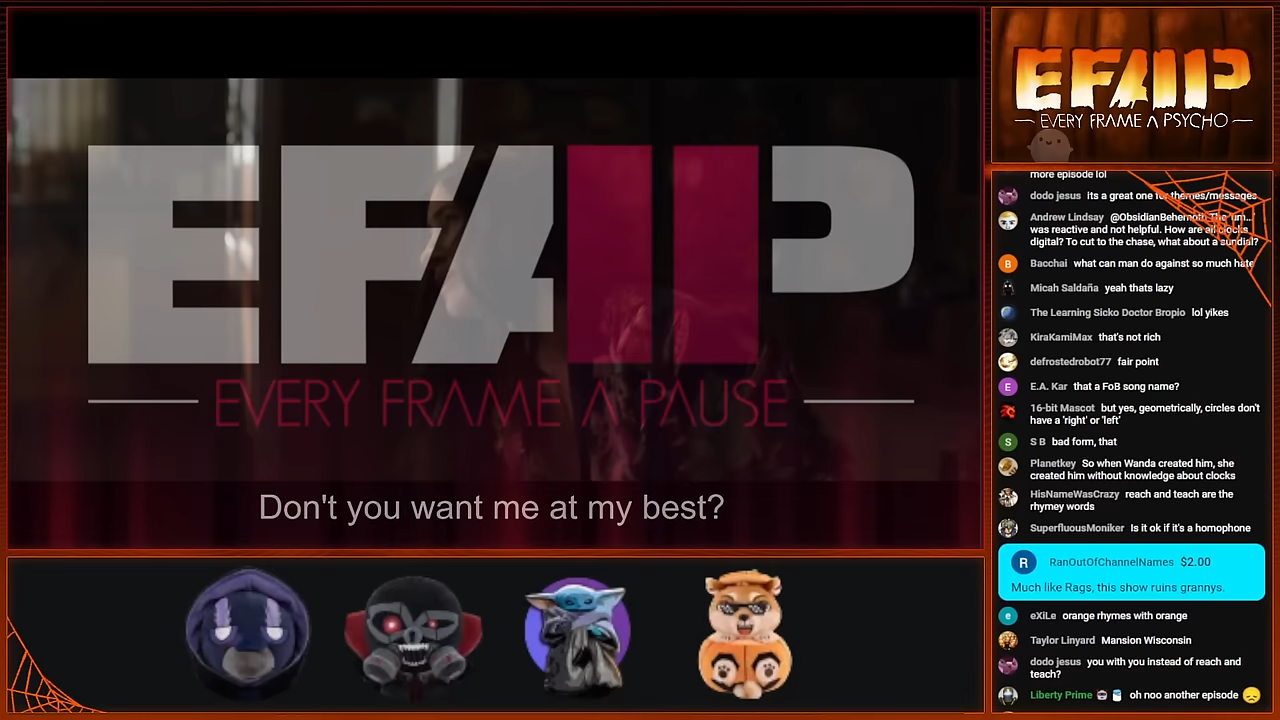 EFAP
EVERY FRAME A PAUSE
Don't you want me at my best?
EFAP
EVERY FRAME A PSYCHO
more episode lol
dodo jesus its a great one for themes/messages
Andrew Lindsay @ObsidianBehemoth The "um.."
was reactive and not helpful. How are all clocks
digital? To cut to the chase, what about a sundial?
Bacchai what can man do against so much hate
Micah Saldaña yeah thats lazy
The Learning Sicko Doctor Bropio lol yikes
KiraKamiMax that's not rich
defrostedrobot77 fair point
E E.A. Kar that a FoB song name?
16-bit Mascot but yes, geometrically, circles don't
have a 'right' or 'left'
S S B bad form, that
Planetkey So when Wanda created him, she
created him without knowledge about clocks
HisNameWasCrazy reach and teach are the
rhymey words
SuperfluousMoniker Is it ok if it's a homophone
R RanOutOfChannelNames $2.00
Much like Rags, this show ruins grannys.
e eXiLe orange rhymes with orange
Taylor Linyard Mansion Wisconsin
dodo jesus you with you instead of reach and
teach?
Liberty Prime oh noo another episode